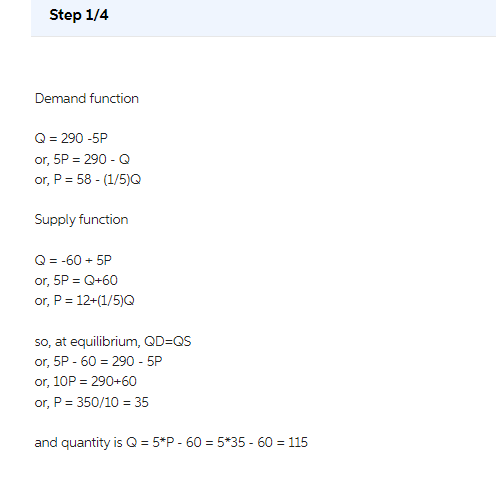 Step 1/4
Demand function
Q = 290 -5P
or, 5P = 290 - Q
or, P = 58 - (1/5)Q
Supply function
Q = -60 + 5P
or, 5P = Q+60
or, P = 12+(1/5)Q
so, at equilibrium, QD=QS
or, 5P - 60 = 290 - 5P
or, 10P = 290+60
or, P = 350/10 = 35
and quantity is Q = 5*P - 60 = 5*35 - 60 = 115